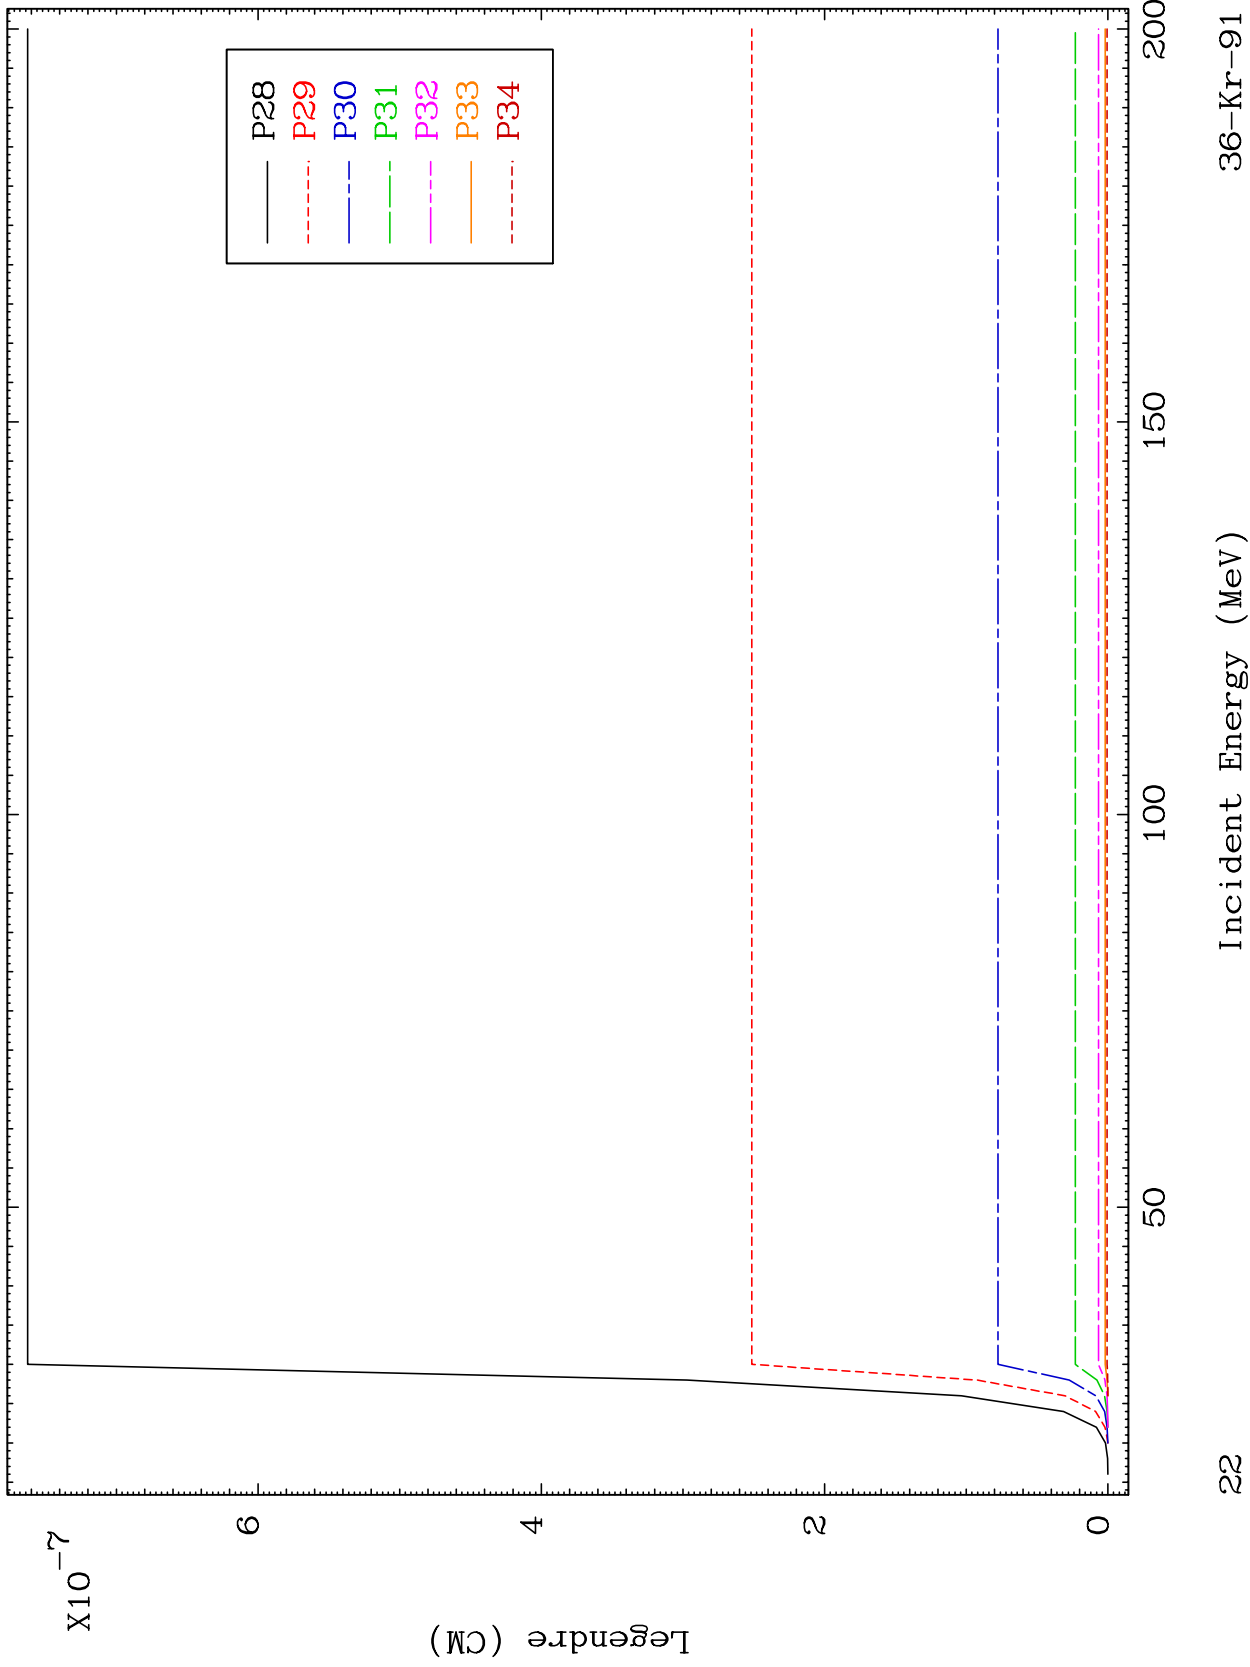 X10-7
6
4
2
0
Legendre (CM)
P28
P29
P30
P31
P32
P33
P34
50
100
150
200
22
Incident Energy (MeV)
36-Kr-91